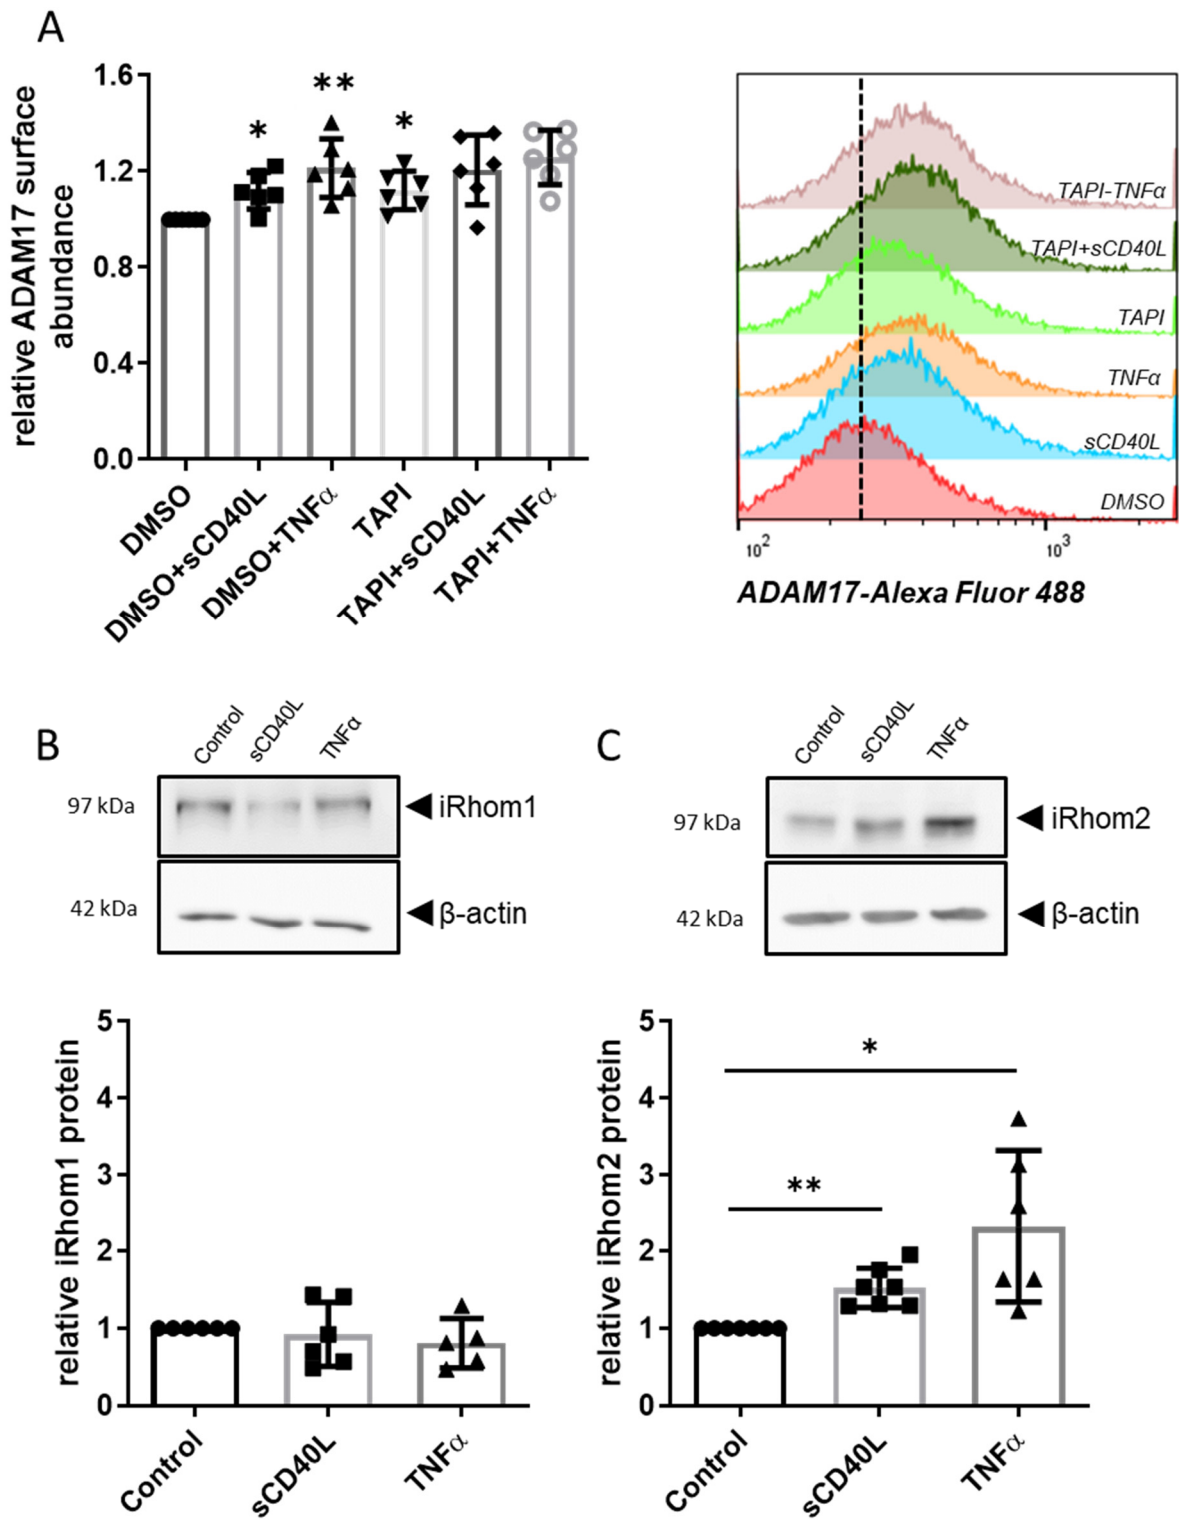 A
relative ADAM17 surface
abundance
1.6
1.2
0.8
0.4
0.0
*
**
*
DMSO
DMSO+sCD40L
DMSO+TNFα
TAPI
TAPI+sCD40L
TAPI+TNFα
TAPI-TNFα
TAPI+sCD40L
TAPI
TNFα
sCD40L
DMSO
10²
10³
ADAM17-Alexa Fluor 488
B
Control
sCD40L
TNFα
97 kDa
iRhom1
42 kDa
β-actin
relative iRhom1 protein
5
4
3
2
1
0
Control
sCD40L
TNFα
C
Control
sCD40L
TNFα
97 kDa
iRhom2
42 kDa
β-actin
relative iRhom2 protein
5
4
3
2
1
0
*
**
Control
sCD40L
TNFα